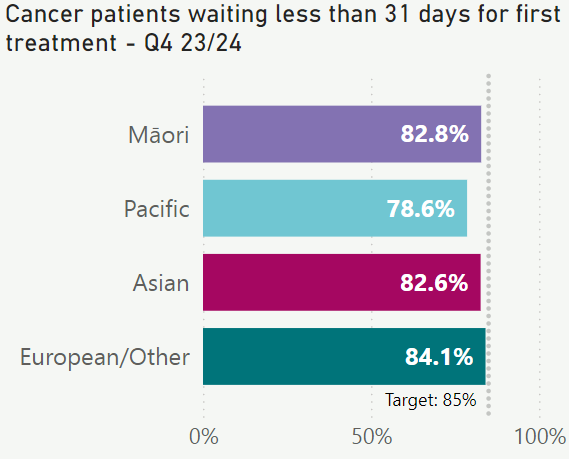 Cancer patients waiting less than 31 days for first
treatment - Q4 23/24
Māori 82.8%
Pacific 78.6%
Asian 82.6%
European/Other 84.1%
Target: 85%
0% 50% 100%